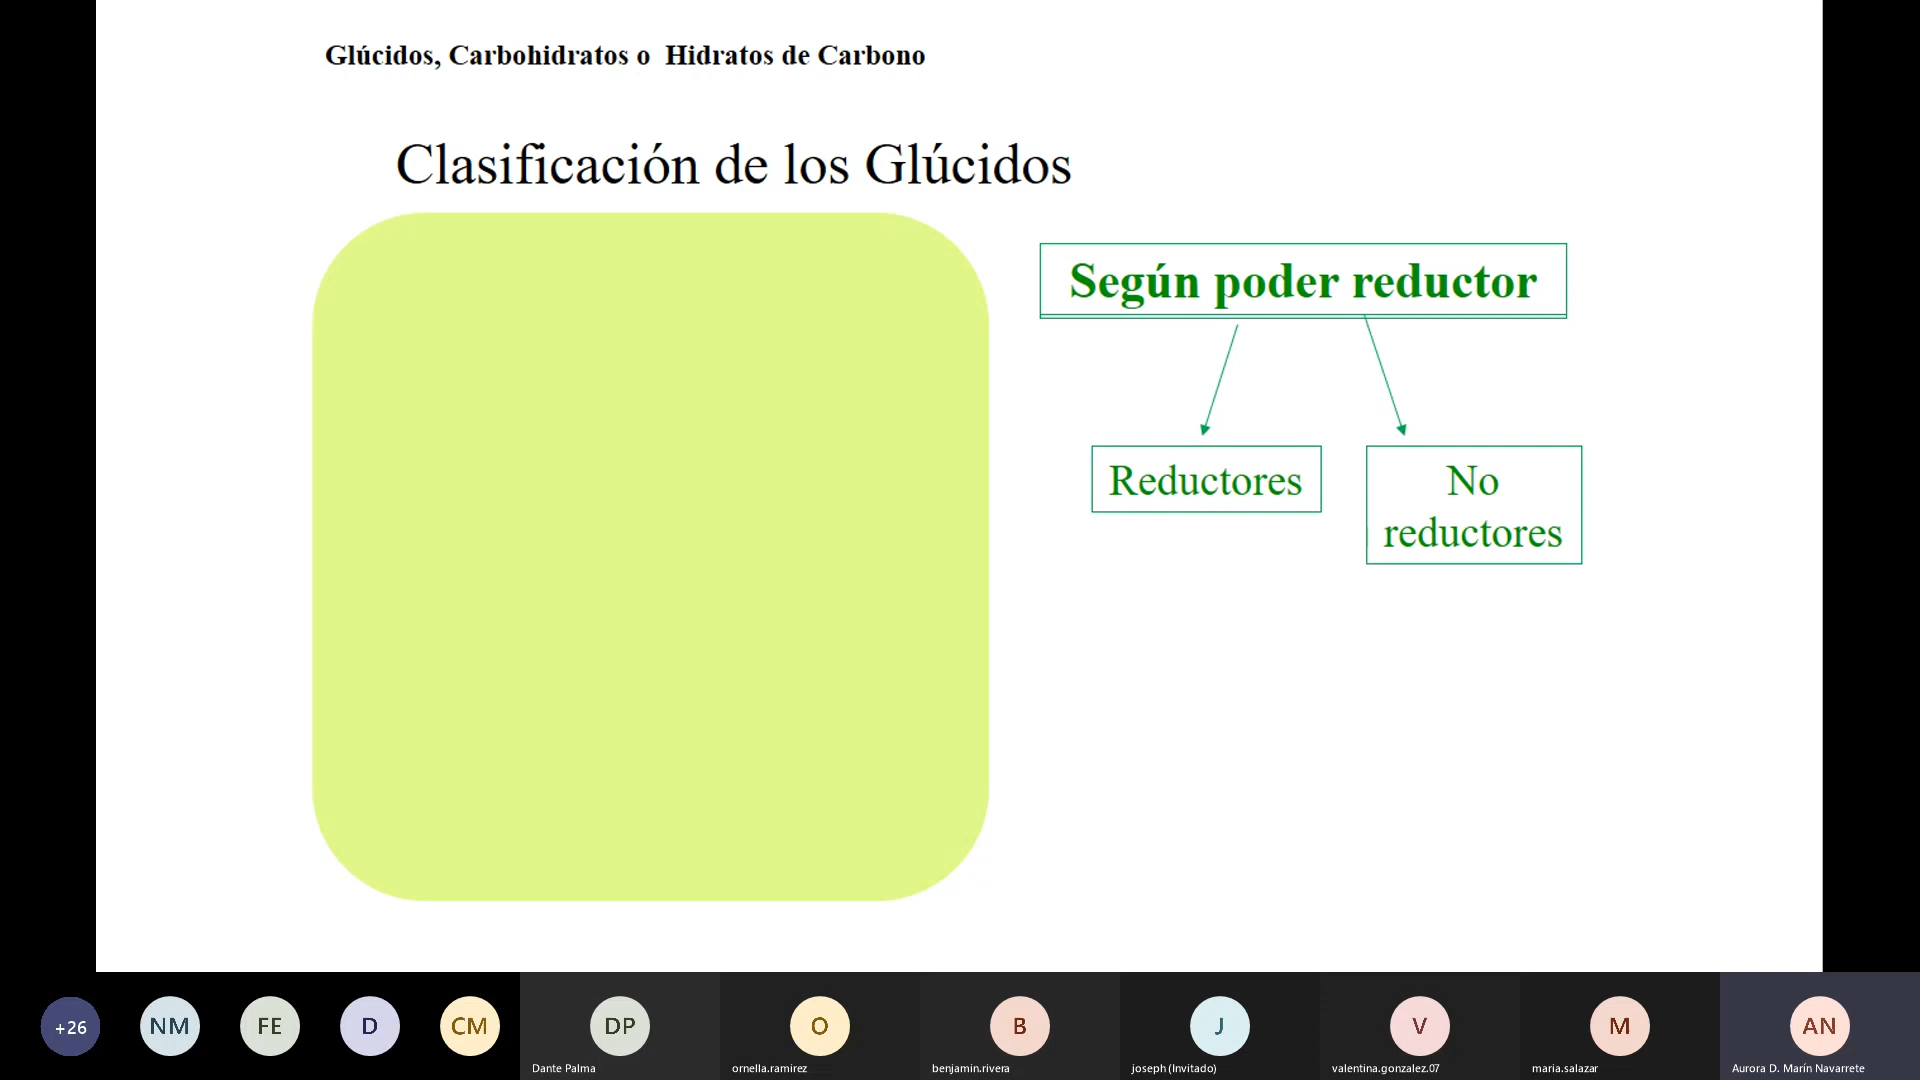 Glúcidos, Carbohidratos o  Hidratos de Carbono
Clasificación de los Glúcidos
Según poder reductor
Reductores
No
reductores
+26
NM
FE
D
CM
DP
O
B
J
V
M
AN
Dante Palma
ornella.ramirez
benjamin.rivera
joseph (Invitado)
valentina.gonzalez.07
maria.salazar
Aurora D. Marín Navarrete